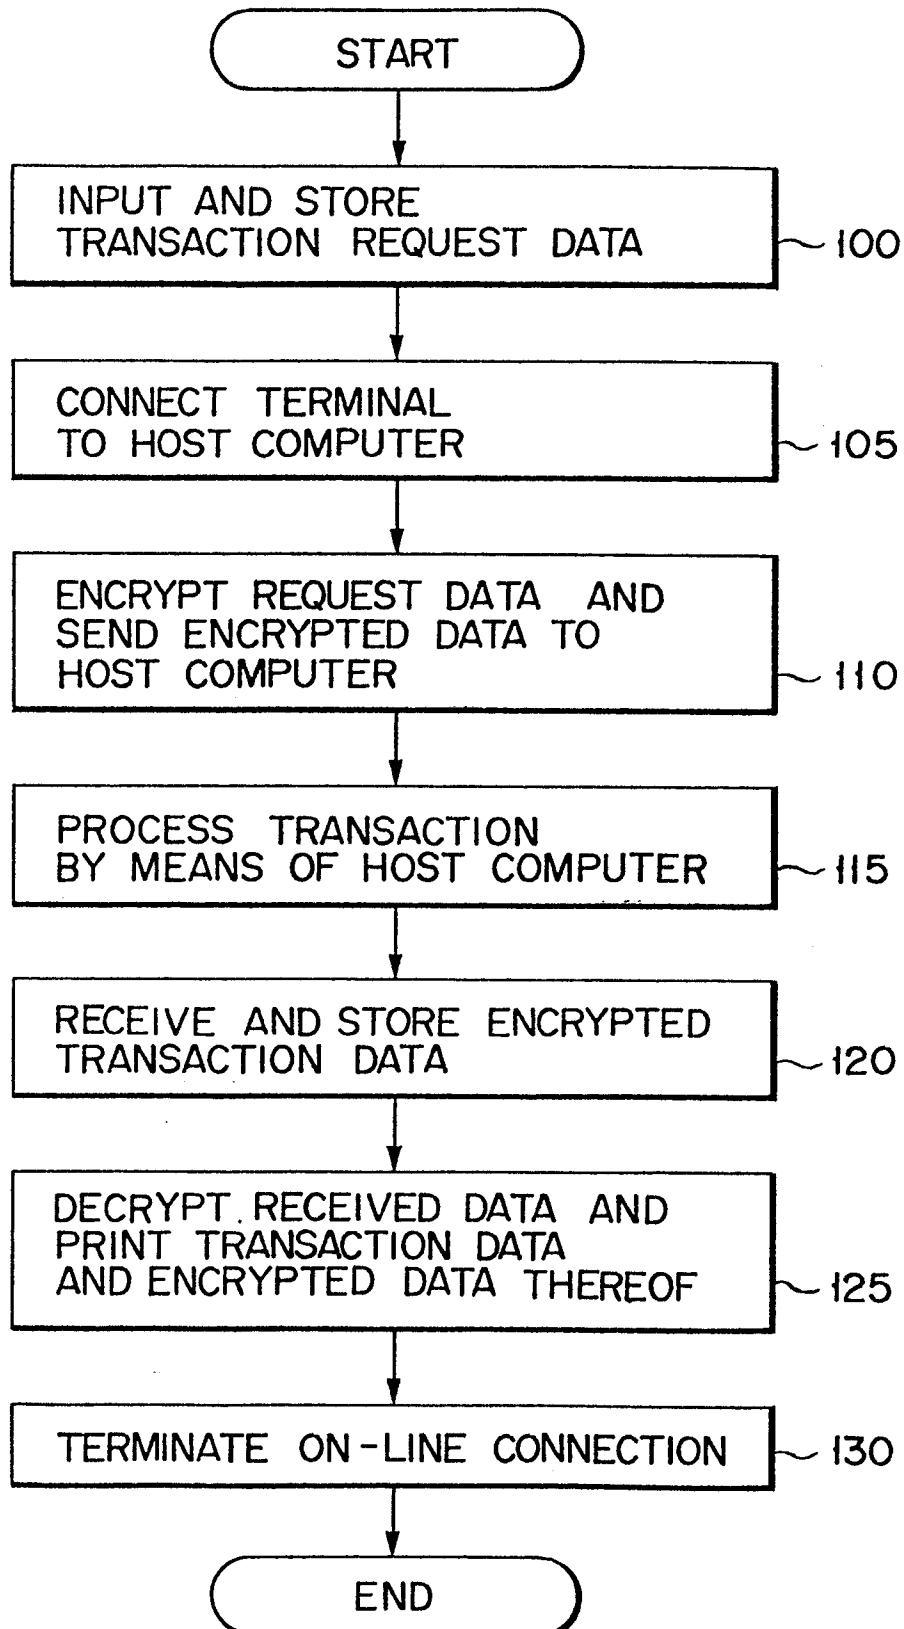 START
INPUT AND STORE
TRANSACTION REQUEST DATA
100
CONNECT TERMINAL
TO HOST COMPUTER
105
ENCRYPT REQUEST DATA AND
SEND ENCRYPTED DATA TO
HOST COMPUTER
110
PROCESS TRANSACTION
BY MEANS OF HOST COMPUTER
115
RECEIVE AND STORE ENCRYPTED
TRANSACTION DATA
120
DECRYPT RECEIVED DATA AND
PRINT TRANSACTION DATA
AND ENCRYPTED DATA THEREOF
125
TERMINATE ON-LINE CONNECTION
130
END